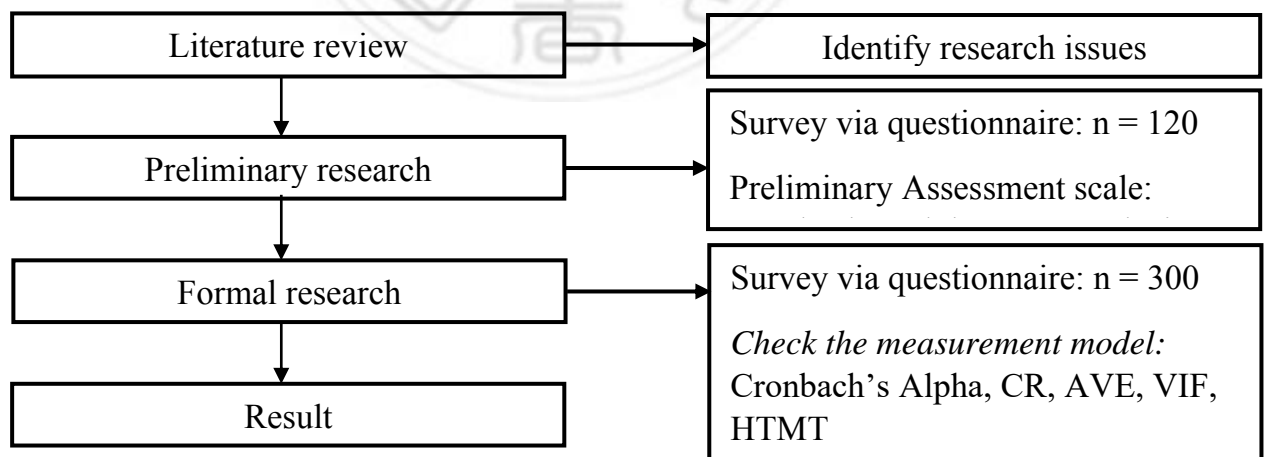 Literature review
Identify research issues
Preliminary research
Survey via questionnaire: n = 120
Preliminary Assessment scale:
Formal research
Survey via questionnaire: n = 300
Check the measurement model:
Cronbach's Alpha, CR, AVE, VIF,
HTMT
Result